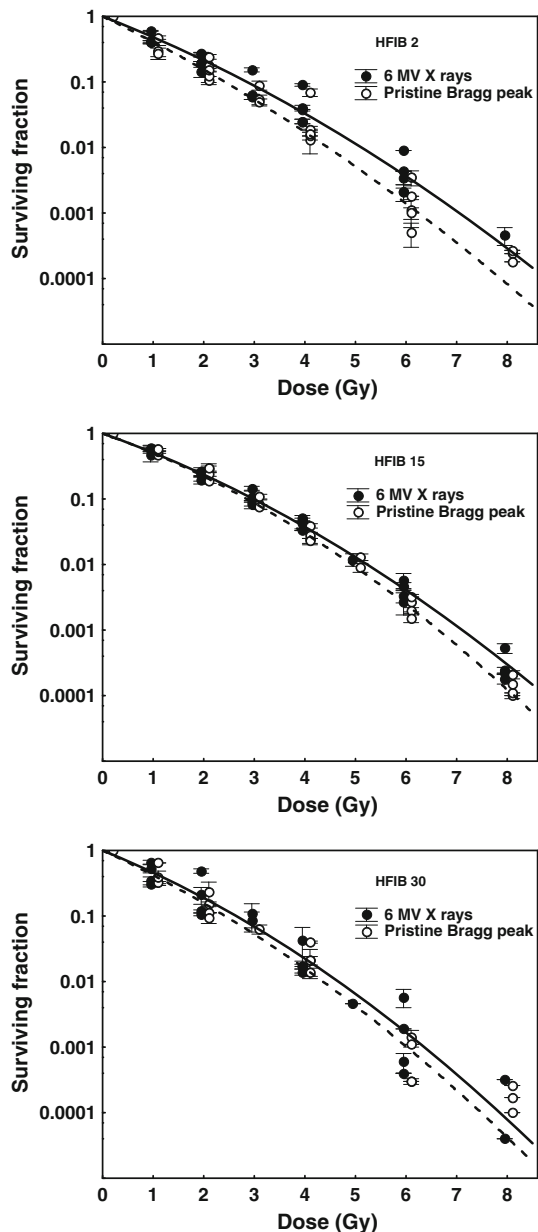 1
HFIB 2
6 MV X rays
0.1
Pristine Bragg peak
0.01
0.001
0.0001
Surviving fraction
0 1 2 3 4 5 6 7 8
Dose (Gy)
1
HFIB 15
6 MV X rays
0.1
Pristine Bragg peak
0.01
0.001
0.0001
Surviving fraction
0 1 2 3 4 5 6 7 8
Dose (Gy)
1
HFIB 30
6 MV X rays
0.1
Pristine Bragg peak
0.01
0.001
0.0001
Surviving fraction
0 1 2 3 4 5 6 7 8
Dose (Gy)